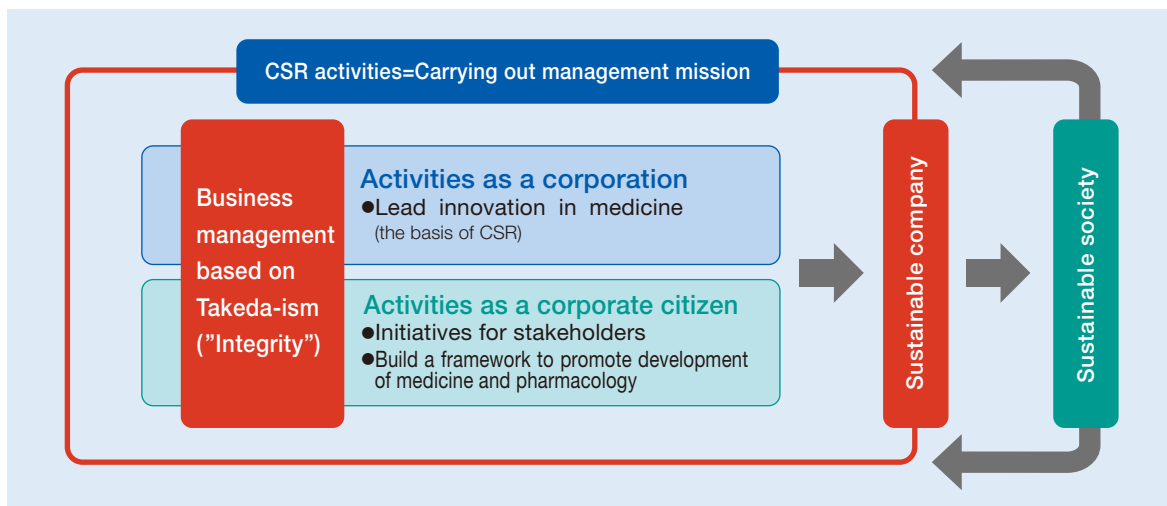 CSR activities=Carrying out management mission
Business
management
based on
Takeda-ism
(”Integrity”)
Activities as a corporation
●Lead innovation in medicine
(the basis of CSR)
Activities as a corporate citizen
●Initiatives for stakeholders
●Build a framework to promote development
of medicine and pharmacology
Sustainable company
Sustainable society